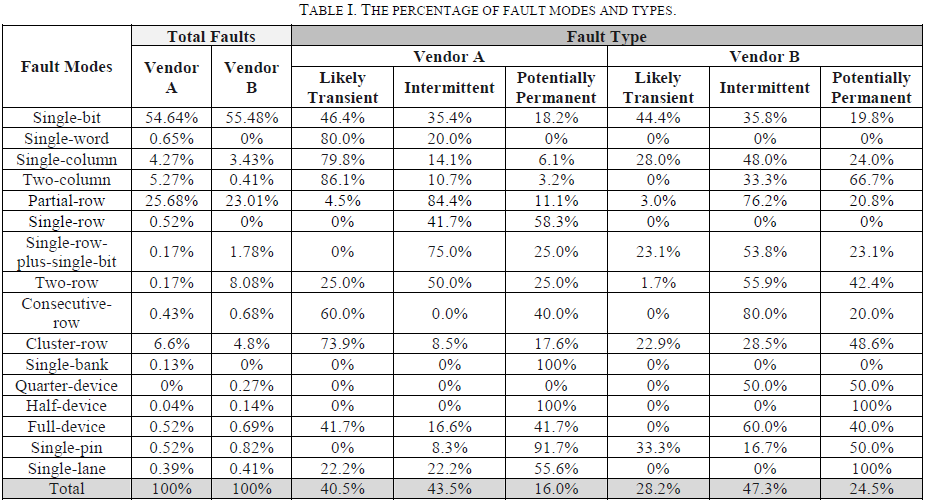 TABLE I. THE PERCENTAGE OF FAULT MODES AND TYPES.
Fault Modes Total Faults Fault Type
Vendor A Vendor B Vendor A Vendor B
Likely Transient Intermittent Potentially Permanent Likely Transient Intermittent Potentially Permanent
Single-bit 54.64% 55.48% 46.4% 35.4% 18.2% 44.4% 35.8% 19.8%
Single-word 0.65% 0% 80.0% 20.0% 0% 0% 0% 0%
Single-column 4.27% 3.43% 79.8% 14.1% 6.1% 28.0% 48.0% 24.0%
Two-column 5.27% 0.41% 86.1% 10.7% 3.2% 0% 33.3% 66.7%
Partial-row 25.68% 23.01% 4.5% 84.4% 11.1% 3.0% 76.2% 20.8%
Single-row 0.52% 0% 0% 41.7% 58.3% 0% 0% 0%
Single-row-plus-single-bit 0.17% 1.78% 0% 75.0% 25.0% 23.1% 53.8% 23.1%
Two-row 0.17% 8.08% 25.0% 50.0% 25.0% 1.7% 55.9% 42.4%
Consecutive-row 0.43% 0.68% 60.0% 0.0% 40.0% 0% 80.0% 20.0%
Cluster-row 6.6% 4.8% 73.9% 8.5% 17.6% 22.9% 28.5% 48.6%
Single-bank 0.13% 0% 0% 0% 100% 0% 0% 0%
Quarter-device 0% 0.27% 0% 0% 0% 0% 50.0% 50.0%
Half-device 0.04% 0.14% 0% 0% 100% 0% 0% 100%
Full-device 0.52% 0.69% 41.7% 16.6% 41.7% 0% 60.0% 40.0%
Single-pin 0.52% 0.82% 0% 8.3% 91.7% 33.3% 16.7% 50.0%
Single-lane 0.39% 0.41% 22.2% 22.2% 55.6% 0% 0% 100%
Total 100% 100% 40.5% 43.5% 16.0% 28.2% 47.3% 24.5%